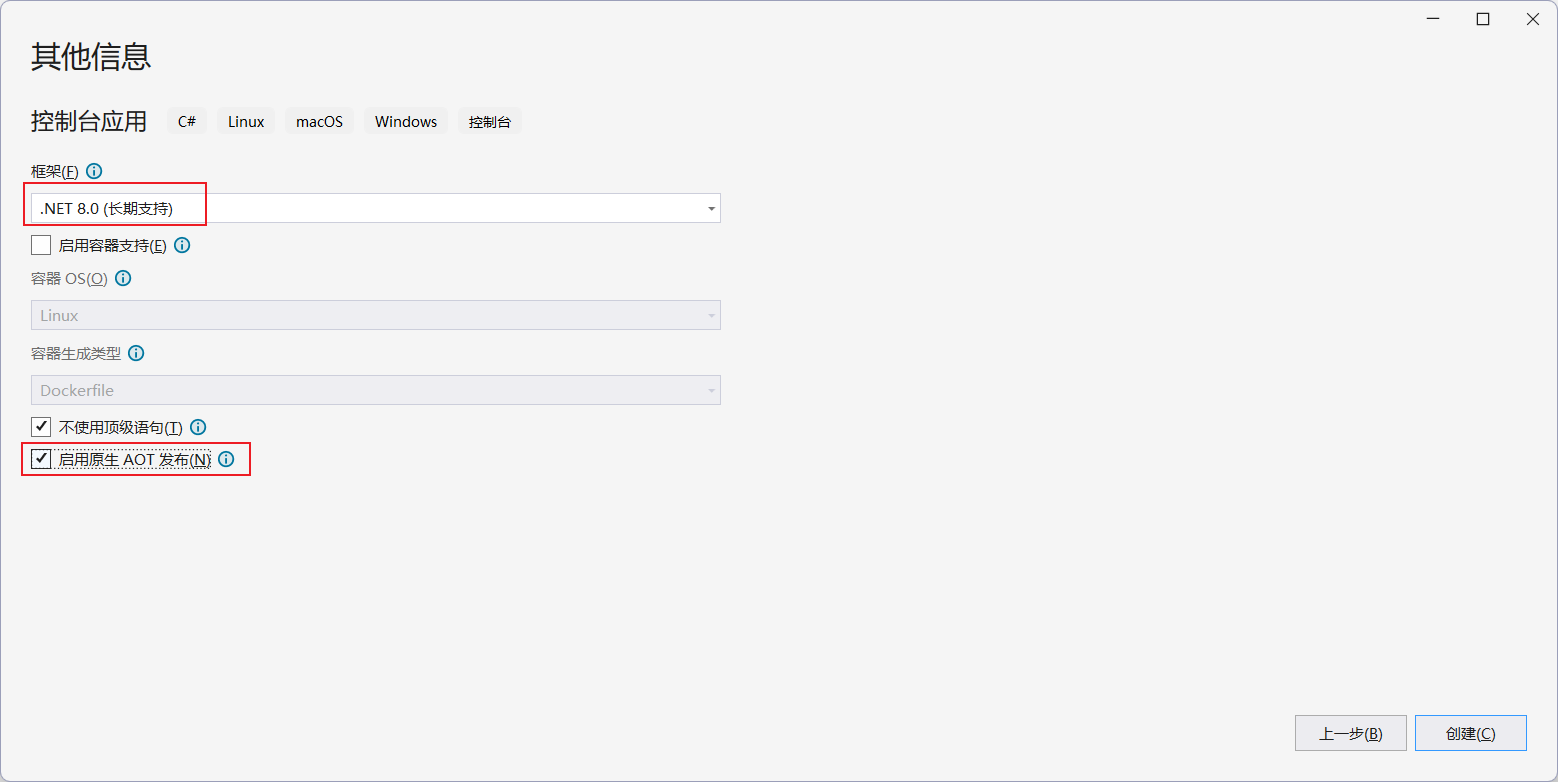 其他信息
控制台应用 C# Linux macOS Windows 控制台
框架(F)
.NET 8.0 (长期支持)
启用容器支持(E)
容器 OS(O)
Linux
容器生成类型
Dockerfile
不使用顶级语句(T)
启用原生 AOT 发布(N)
上一步(B) 创建(C)